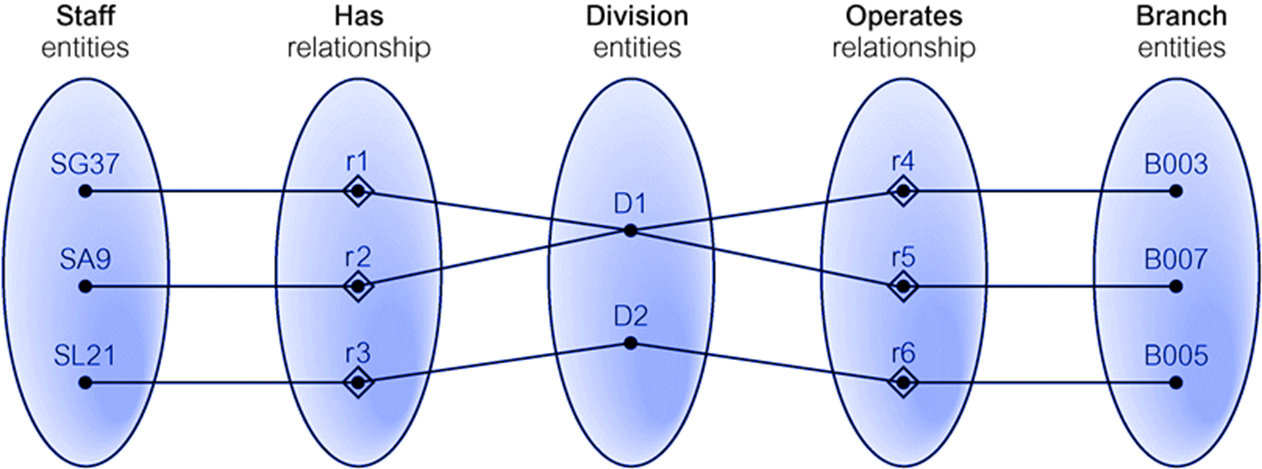 Staff Has Division Operates Branch
entities relationship entities relationship entities
SG37 r1 r4 B003
D1
SA9 r2 r5 B007
D2
SL21 r3 r6 B005